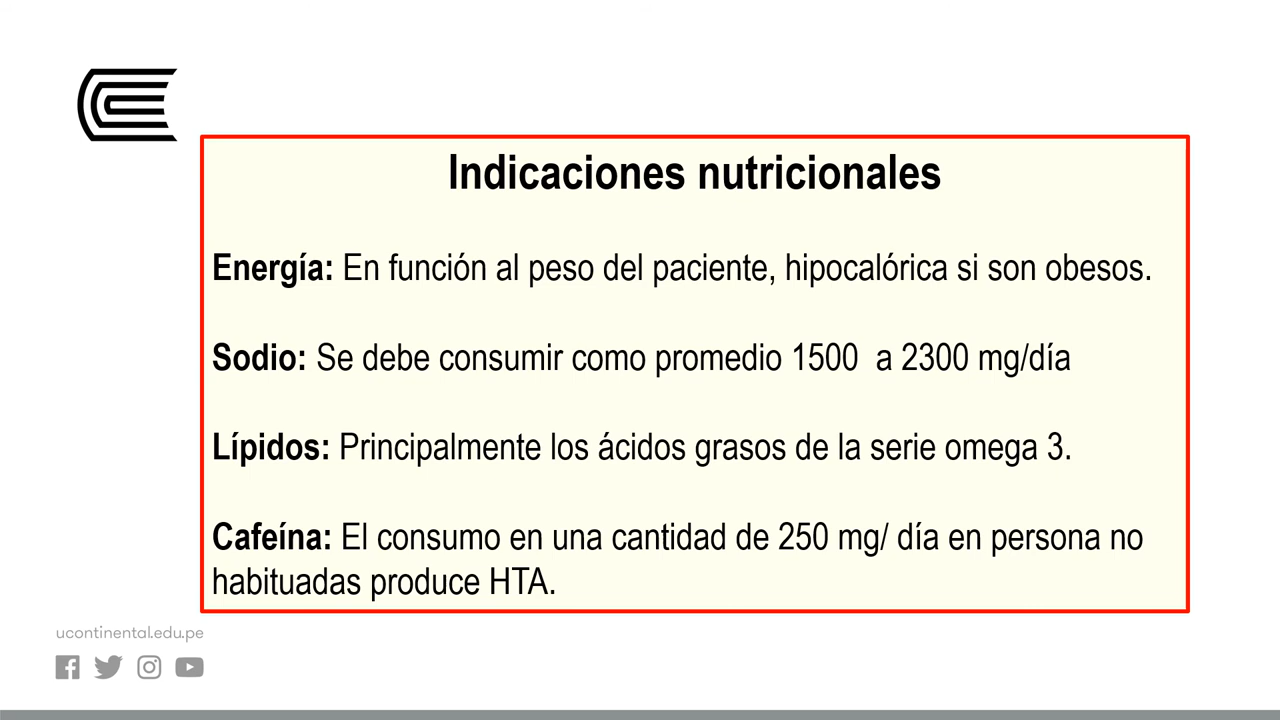 Indicaciones nutricionales
Energía: En función al peso del paciente, hipocalórica si son obesos.
Sodio: Se debe consumir como promedio 1500  a 2300 mg/día
Lípidos: Principalmente los ácidos grasos de la serie omega 3.
Cafeína: El consumo en una cantidad de 250 mg/ día en persona no
habituadas produce HTA.
ucontinental.edu.pe